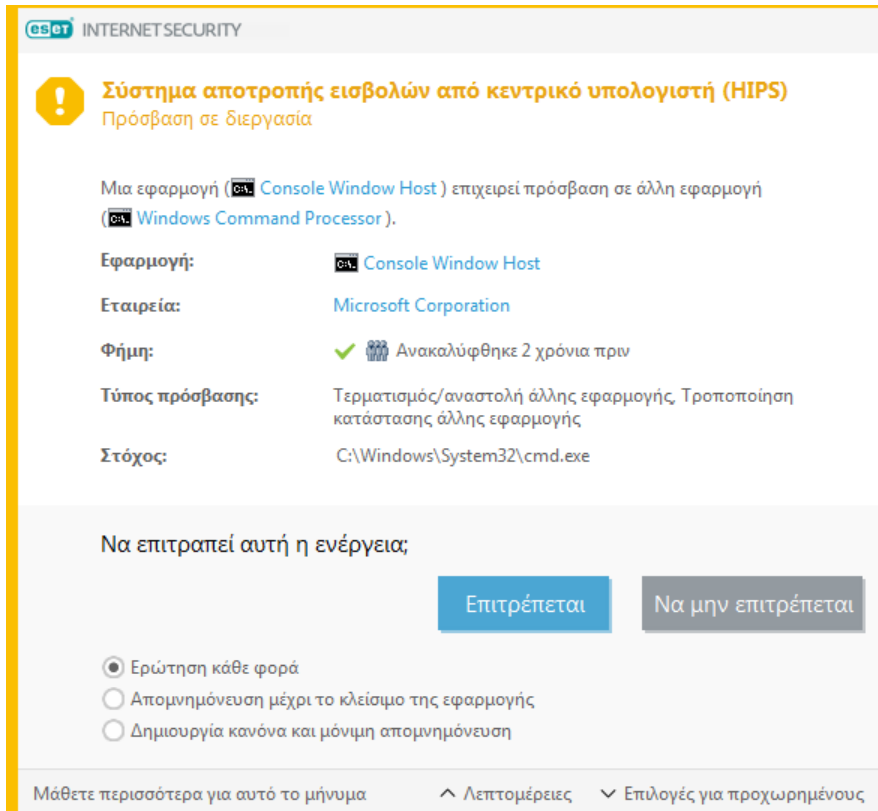 eset INTERNET SECURITY
Σύστημα αποτροπής εισβολών από κεντρικό υπολογιστή (HIPS)
Πρόσβαση σε διεργασία
Μια εφαρμογή ( Console Window Host ) επιχειρεί πρόσβαση σε άλλη εφαρμογή
( Windows Command Processor ).
Εφαρμογή: Console Window Host
Εταιρεία: Microsoft Corporation
Φήμη: Ανακαλύφθηκε 2 χρόνια πριν
Τύπος πρόσβασης: Τερματισμός/αναστολή άλλης εφαρμογής, Τροποποίηση
κατάστασης άλλης εφαρμογής
Στόχος: C:\Windows\System32\cmd.exe
Να επιτραπεί αυτή η ενέργεια;
Επιτρέπεται Να μην επιτρέπεται
Ερώτηση κάθε φορά
Απομνημόνευση μέχρι το κλείσιμο της εφαρμογής
Δημιουργία κανόνα και μόνιμη απομνημόνευση
Μάθετε περισσότερα για αυτό το μήνυμα Λεπτομέρειες Επιλογές για προχωρημένους